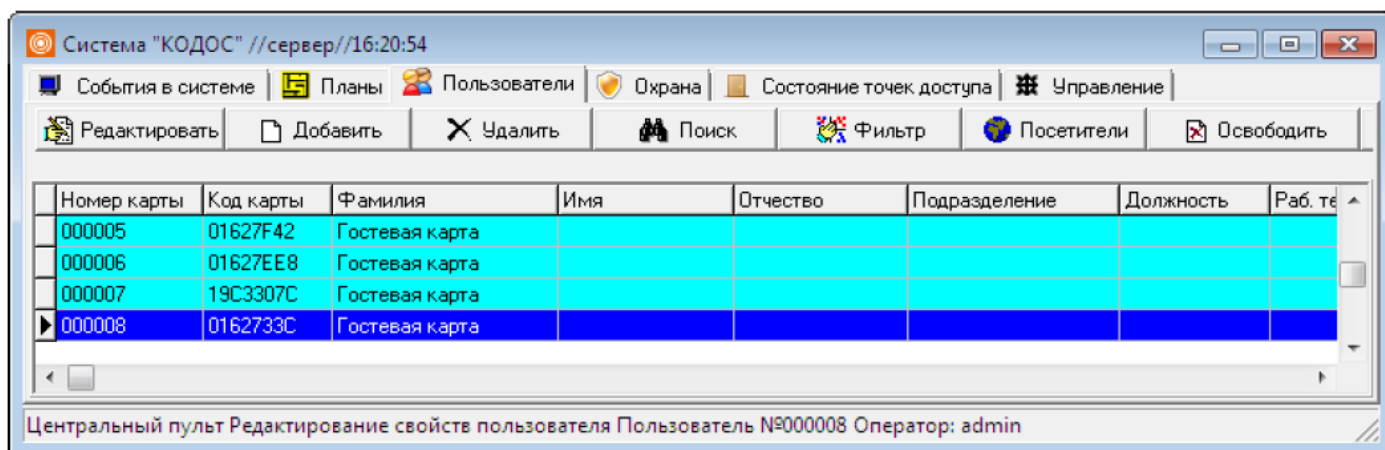 Система "КОДОС" //сервер//16:20:54
События в системе Планы Пользователи Охрана Состояние точек доступа Управление
Редактировать Добавить Удалить Поиск Фильтр Посетители Освободить
Номер карты Код карты Фамилия Имя Отчество Подразделение Должность Раб. те
000005 01627F42 Гостевая карта
000006 01627EE8 Гостевая карта
000007 19C3307C Гостевая карта
000008 0162733C Гостевая карта
Центральный пульт Редактирование свойств пользователя Пользователь №000008 Оператор: admin